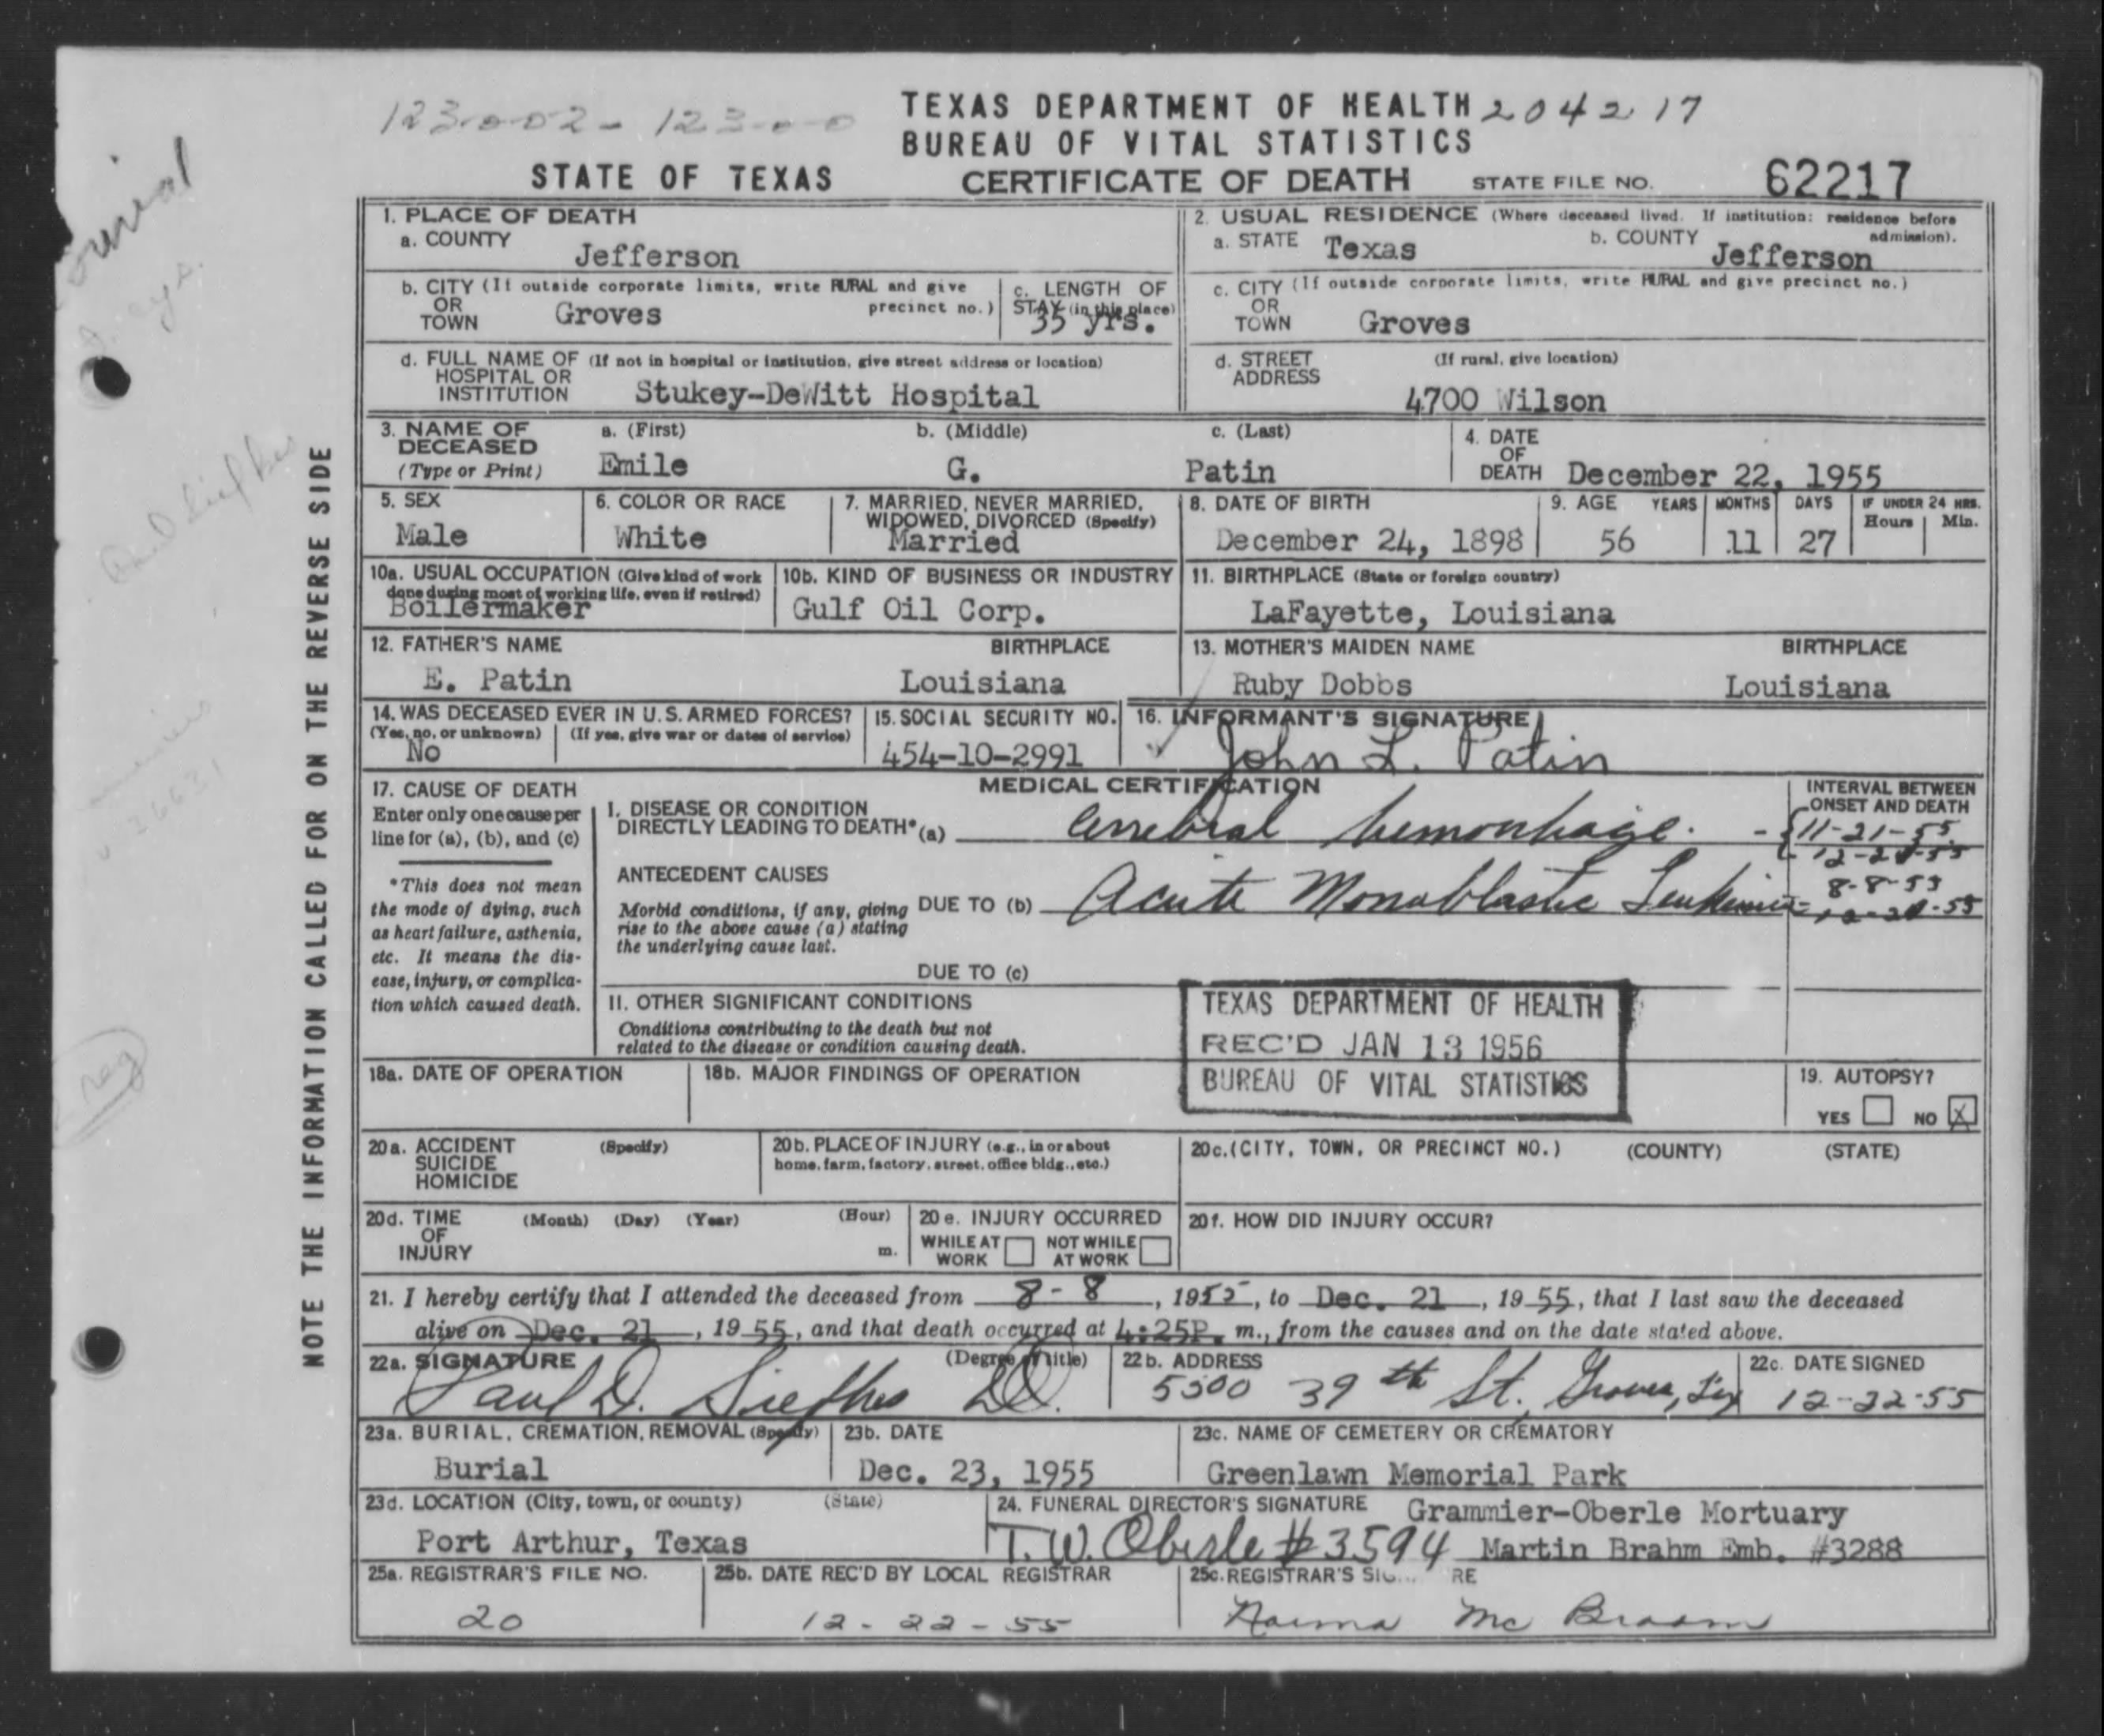 123-0-02- 123-0-0
TEXAS DEPARTMENT OF HEALTH 204217
BUREAU OF VITAL STATISTICS
STATE OF TEXAS CERTIFICATE OF DEATH STATE FILE NO. 62217
1. PLACE OF DEATH
a. COUNTY
Jefferson
2. USUAL RESIDENCE (Where deceased lived. If institution: residence before admission).
a. STATE Texas b. COUNTY Jefferson
b. CITY (If outside corporate limits, write RURAL and give precinct no.)
OR
TOWN Groves
c. LENGTH OF
STAY (in this place)
35 yrs.
c. CITY (If outside corporate limits, write RURAL and give precinct no.)
OR
TOWN Groves
d. FULL NAME OF (If not in hospital or institution, give street address or location)
HOSPITAL OR
INSTITUTION Stukey-DeWitt Hospital
d. STREET (If rural, give location)
ADDRESS
4700 Wilson
3. NAME OF DECEASED
(Type or Print)
a. (First) b. (Middle) c. (Last)
Emile G. Patin
4. DATE
OF
DEATH December 22, 1955
5. SEX
Male
6. COLOR OR RACE
White
7. MARRIED, NEVER MARRIED,
WIDOWED, DIVORCED (Specify)
Married
8. DATE OF BIRTH
December 24, 1898
9. AGE YEARS MONTHS DAYS IF UNDER 24 HRS.
Hours Min.
56 11 27
10a. USUAL OCCUPATION (Give kind of work
done during most of working life, even if retired)
Boilermaker
10b. KIND OF BUSINESS OR INDUSTRY
Gulf Oil Corp.
11. BIRTHPLACE (State or foreign country)
LaFayette, Louisiana
12. FATHER'S NAME BIRTHPLACE
E. Patin Louisiana
13. MOTHER'S MAIDEN NAME BIRTHPLACE
Ruby Dobbs Louisiana
14. WAS DECEASED EVER IN U.S. ARMED FORCES?
(Yes, no, or unknown) (If yes, give war or dates of service)
No
15. SOCIAL SECURITY NO.
454-10-2991
16. INFORMANT'S SIGNATURE
John L. Patin
17. CAUSE OF DEATH
Enter only one cause per
line for (a), (b), and (c)
*This does not mean
the mode of dying, such
as heart failure, asthenia,
etc. It means the dis-
ease, injury, or complica-
tion which caused death.
MEDICAL CERTIFICATION
INTERVAL BETWEEN
ONSET AND DEATH
I. DISEASE OR CONDITION
DIRECTLY LEADING TO DEATH* (a) Cerebral hemorrhage. - 11-21-55
12-21-55
ANTECEDENT CAUSES
Morbid conditions, if any, giving
rise to the above cause (a) stating
the underlying cause last.
DUE TO (b) Acute Monoblastic Leukemia 8-8-55
12-21-55
DUE TO (c)
II. OTHER SIGNIFICANT CONDITIONS
Conditions contributing to the death but not
related to the disease or condition causing death.
TEXAS DEPARTMENT OF HEALTH
REC'D JAN 13 1956
BUREAU OF VITAL STATISTICS
18a. DATE OF OPERATION
18b. MAJOR FINDINGS OF OPERATION
19. AUTOPSY?
YES NO X
20a. ACCIDENT (Specify)
SUICIDE
HOMICIDE
20b. PLACE OF INJURY (e.g., in or about
home, farm, factory, street, office bldg., etc.)
20c. (CITY, TOWN, OR PRECINCT NO.) (COUNTY) (STATE)
20d. TIME (Month) (Day) (Year) (Hour)
OF
INJURY m.
20e. INJURY OCCURRED
WHILE AT WORK NOT WHILE AT WORK
20f. HOW DID INJURY OCCUR?
21. I hereby certify that I attended the deceased from 8-8, 1955, to Dec. 21, 1955, that I last saw the deceased
alive on Dec. 21, 1955, and that death occurred at 4:25P. m., from the causes and on the date stated above.
22a. SIGNATURE (Degree or title)
Paul D. Siefkes DO.
22b. ADDRESS
5500 39th St. Groves, Tex
22c. DATE SIGNED
12-22-55
23a. BURIAL, CREMATION, REMOVAL (Specify)
Burial
23b. DATE
Dec. 23, 1955
23c. NAME OF CEMETERY OR CREMATORY
Greenlawn Memorial Park
23d. LOCATION (City, town, or county) (State)
Port Arthur, Texas
24. FUNERAL DIRECTOR'S SIGNATURE Grammier-Oberle Mortuary
T.W. Oberle #3594 Martin Brahm Emb. #3288
25a. REGISTRAR'S FILE NO.
20
25b. DATE REC'D BY LOCAL REGISTRAR
12-22-55
25c. REGISTRAR'S SIG... RE
Norma Mc Broom
NOTE THE INFORMATION CALLED FOR ON THE REVERSE SIDE
reg